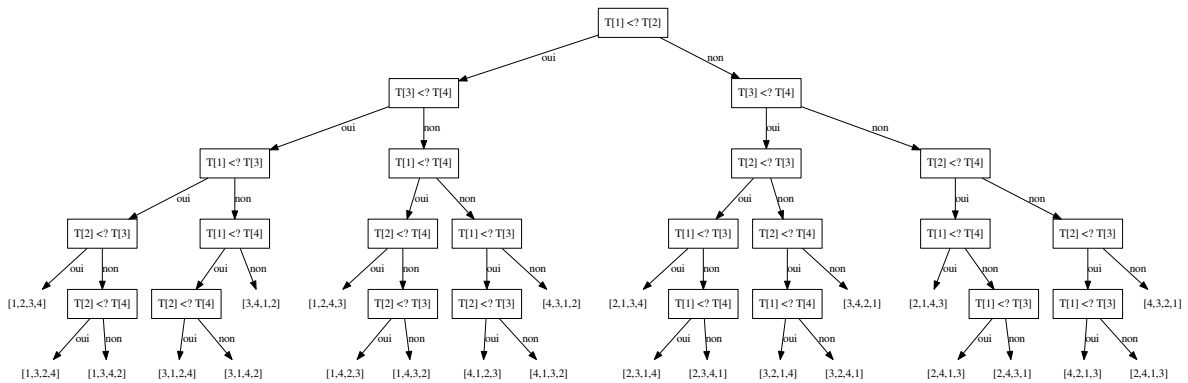 T[1] <? T[2]
oui non
T[3] <? T[4] T[3] <? T[4]
oui non oui non
T[1] <? T[3] T[1] <? T[4] T[2] <? T[3] T[2] <? T[4]
oui non oui non oui non oui non
T[2] <? T[3] T[1] <? T[4] T[2] <? T[4] T[1] <? T[3] T[1] <? T[3] T[2] <? T[4] T[1] <? T[4] T[2] <? T[3]
oui non oui non oui non oui non oui non oui non oui non oui non
[1,2,3,4] T[2] <? T[4] T[2] <? T[4] [3,4,1,2] [1,2,4,3] T[2] <? T[3] T[2] <? T[3] [4,3,1,2] [2,1,3,4] T[1] <? T[4] T[1] <? T[4] [3,4,2,1] [2,1,4,3] T[1] <? T[3] T[1] <? T[3] [4,3,2,1]
oui non oui non oui non oui non oui non oui non oui non oui non
[1,3,2,4] [1,3,4,2] [3,1,2,4] [3,1,4,2] [1,4,2,3] [1,4,3,2] [4,1,2,3] [4,1,3,2] [2,3,1,4] [2,3,4,1] [3,2,1,4] [3,2,4,1] [2,4,1,3] [2,4,3,1] [4,2,1,3] [2,4,1,3]